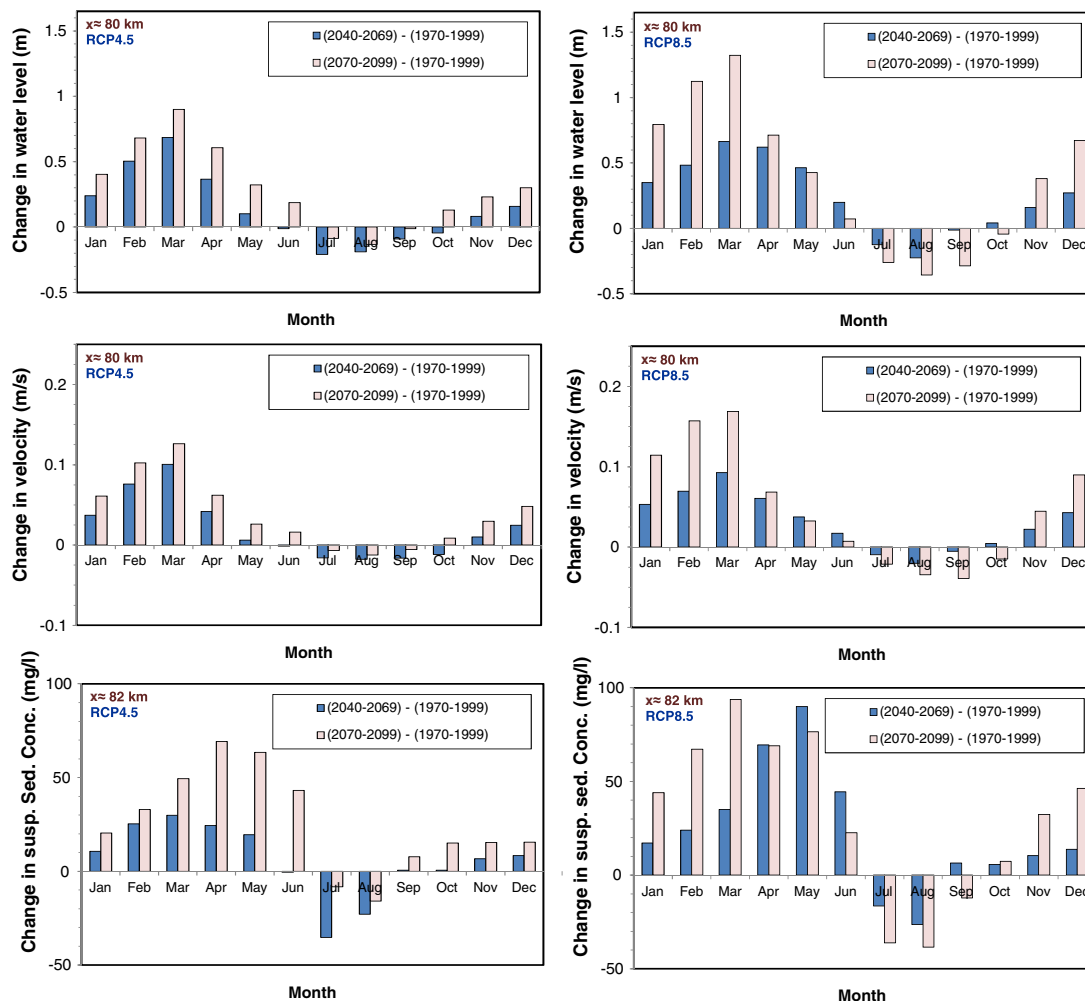 Change in water level (m)
1.5
1
0.5
0
-0.5
x≈ 80 km
RCP4.5
(2040-2069) - (1970-1999)
(2070-2099) - (1970-1999)
Jan Feb Mar Apr May Jun Jul Aug Sep Oct Nov Dec
Month
Change in water level (m)
1.5
1
0.5
0
-0.5
x≈ 80 km
RCP8.5
(2040-2069) - (1970-1999)
(2070-2099) - (1970-1999)
Jan Feb Mar Apr May Jun Jul Aug Sep Oct Nov Dec
Month
Change in velocity (m/s)
0.2
0.1
0
-0.1
x≈ 80 km
RCP4.5
(2040-2069) - (1970-1999)
(2070-2099) - (1970-1999)
Jan Feb Mar Apr May Jun Jul Aug Sep Oct Nov Dec
Month
Change in velocity (m/s)
0.2
0.1
0
-0.1
x≈ 80 km
RCP8.5
(2040-2069) - (1970-1999)
(2070-2099) - (1970-1999)
Jan Feb Mar Apr May Jun Jul Aug Sep Oct Nov Dec
Month
Change in susp. Sed. Conc. (mg/l)
100
50
0
-50
x≈ 82 km
RCP4.5
(2040-2069) - (1970-1999)
(2070-2099) - (1970-1999)
Jan Feb Mar Apr May Jun Jul Aug Sep Oct Nov Dec
Month
Change in susp. sed. Conc. (mg/l)
100
50
0
-50
x≈ 82 km
RCP8.5
(2040-2069) - (1970-1999)
(2070-2099) - (1970-1999)
Jan Feb Mar Apr May Jun Jul Aug Sep Oct Nov Dec
Month